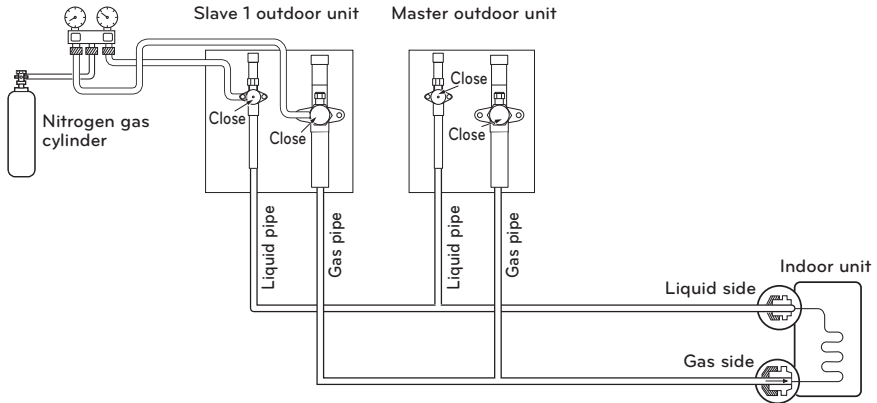 Slave 1 outdoor unit
Master outdoor unit
Nitrogen gas
cylinder
Close
Close
Close
Close
Liquid pipe
Gas pipe
Liquid pipe
Gas pipe
Indoor unit
Liquid side
Gas side